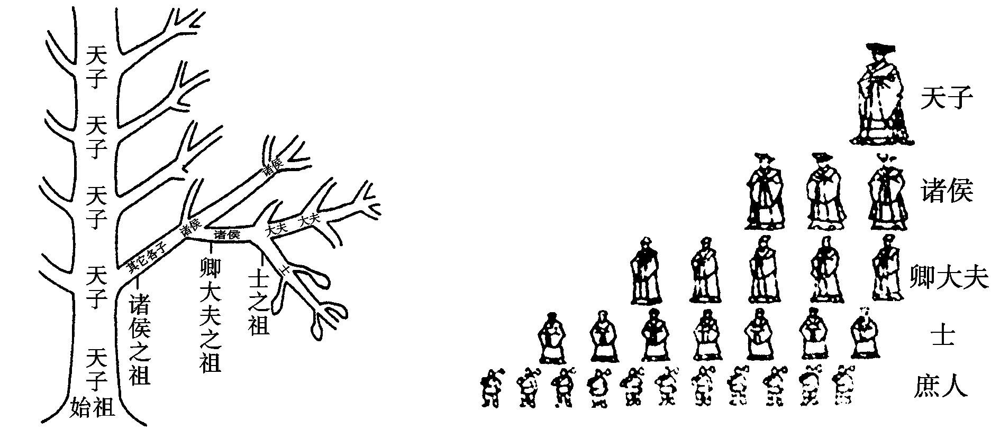 天子
天子
天子
天子
天子
始祖
其它各子
诸侯
诸侯
诸侯
大夫
大夫
士
诸侯之祖
卿大夫之祖
士之祖
天子
诸侯
卿大夫
士
庶人